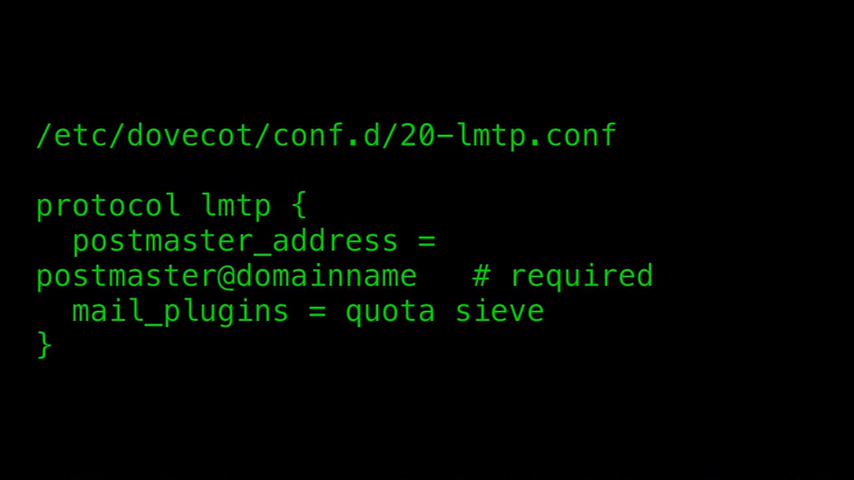 /etc/dovecot/conf.d/20-lmtp.conf
protocol lmtp {
  postmaster_address =
postmaster@domainname   # required
  mail_plugins = quota sieve
}